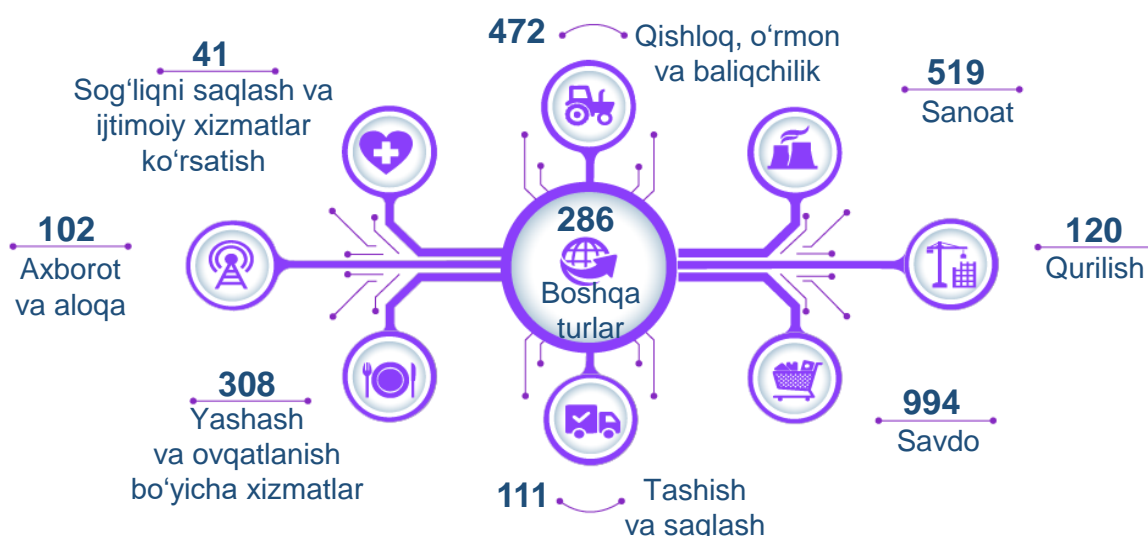 472
Qishloq, o‘rmon
va baliqchilik
41
Sog‘liqni saqlash va
ijtimoiy xizmatlar
ko‘rsatish
519
Sanoat
102
Axborot
va aloqa
286
Boshqa
turlar
120
Qurilish
308
Yashash
va ovqatlanish
bo‘yicha xizmatlar
994
Savdo
111
Tashish
va saqlash